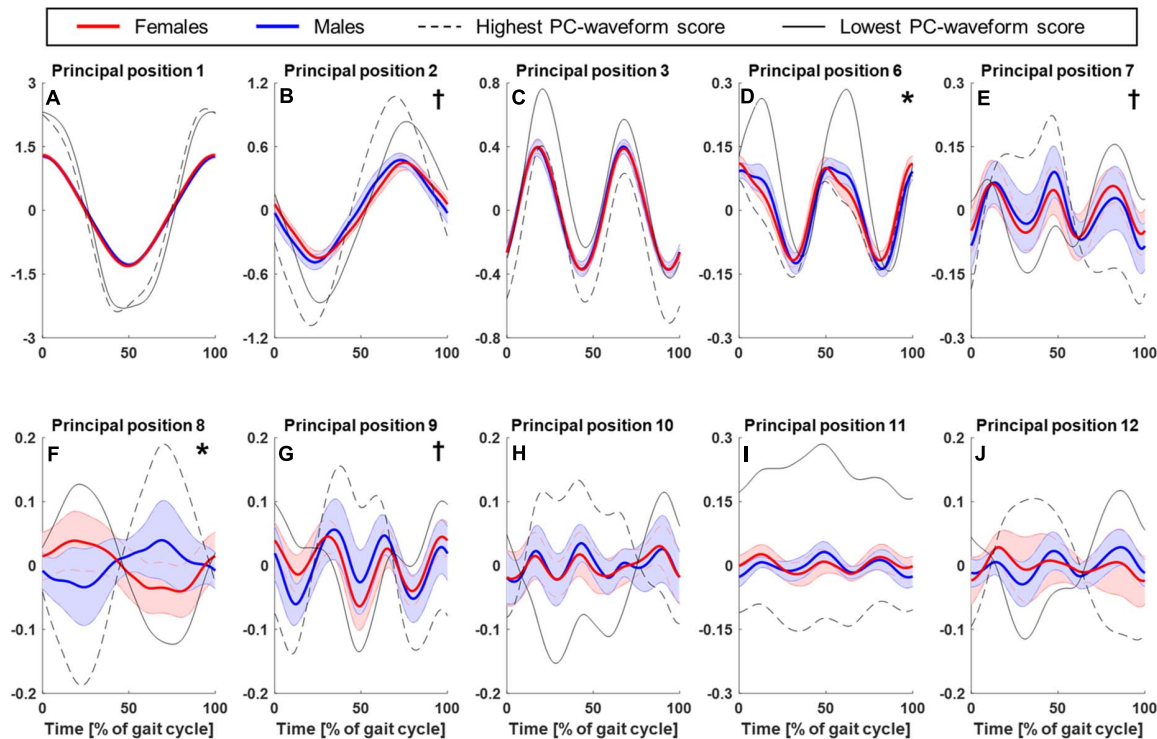 Females Males Highest PC-waveform score Lowest PC-waveform score
Principal position 1 Principal position 2 Principal position 3 Principal position 6 Principal position 7
A B † C D * E †
3 1.2 0.8 0.3 0.3
1.5 0.6 0.4 0.15 0.15
0 0 0 0 0
-1.5 -0.6 -0.4 -0.15 -0.15
-3 -1.2 -0.8 -0.3 -0.3
0 50 100 0 50 100 0 50 100 0 50 100 0 50 100
Principal position 8 Principal position 9 Principal position 10 Principal position 11 Principal position 12
F * G † H I J
0.2 0.2 0.2 0.3 0.2
0.1 0.1 0.1 0.15 0.1
0 0 0 0 0
-0.1 -0.1 -0.1 -0.15 -0.1
-0.2 -0.2 -0.2 -0.3 -0.2
0 50 100 0 50 100 0 50 100 0 50 100 0 50 100
Time [% of gait cycle] Time [% of gait cycle] Time [% of gait cycle] Time [% of gait cycle] Time [% of gait cycle]